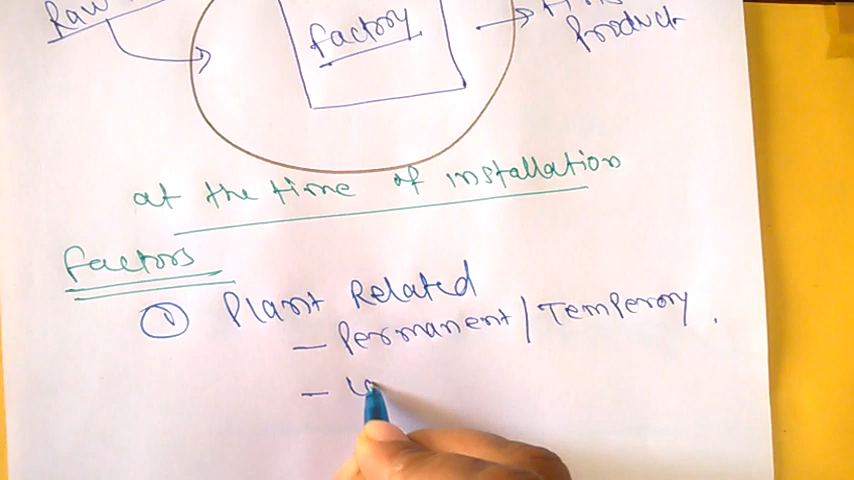 Raw
factory
Product
at the time of installation
factors
1 Plant Related
- Permanent / Temperory .
-